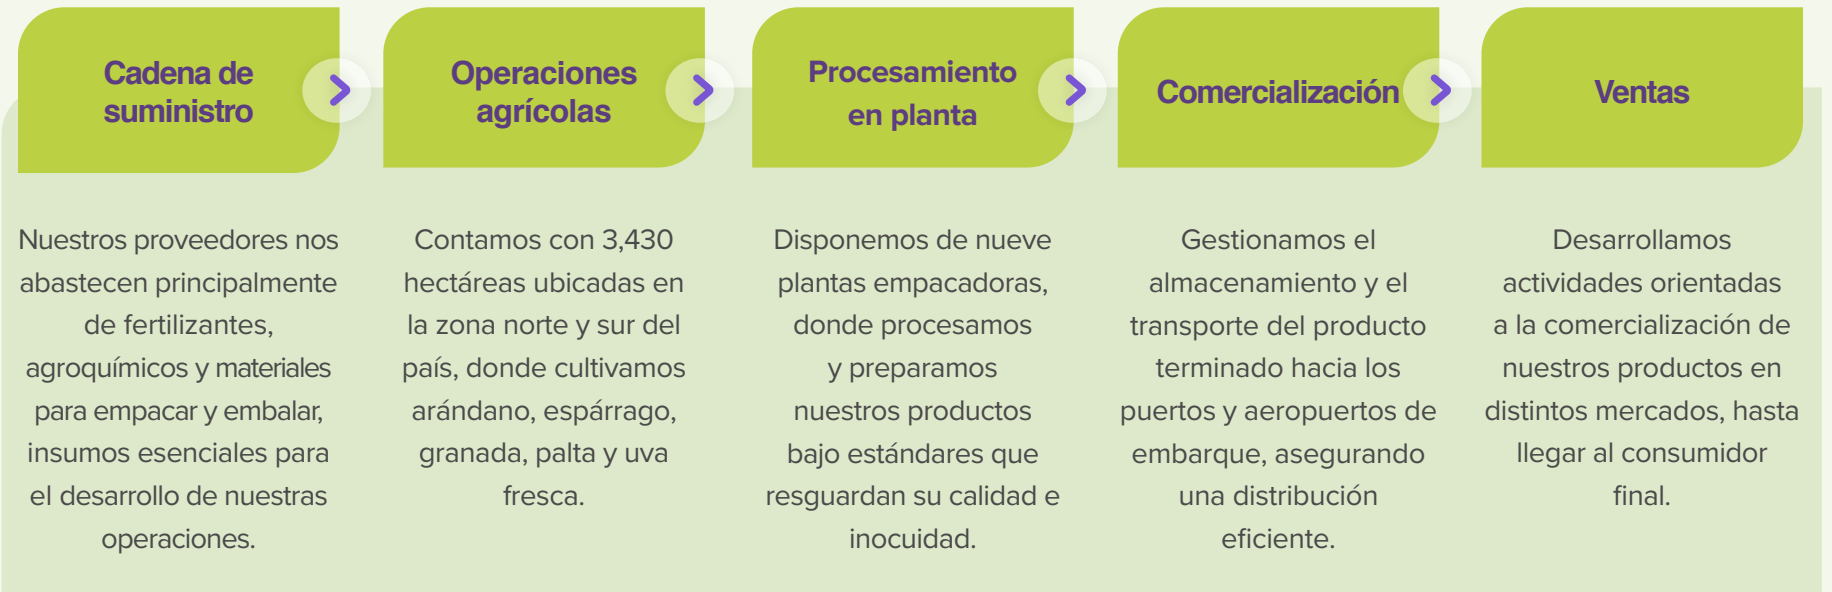 Cadena de
suministro
Nuestros proveedores nos
abastecen principalmente
de fertilizantes,
agroquímicos y materiales
para empacar y embalar,
insumos esenciales para
el desarrollo de nuestras
operaciones.
Operaciones
agrícolas
Contamos con 3,430
hectáreas ubicadas en
la zona norte y sur del
país, donde cultivamos
arándano, espárrago,
granada, palta y uva
fresca.
Procesamiento
en planta
Disponemos de nueve
plantas empacadoras,
donde procesamos
y preparamos
nuestros productos
bajo estándares que
resguardan su calidad e
inocuidad.
Comercialización
Gestionamos el
almacenamiento y el
transporte del producto
terminado hacia los
puertos y aeropuertos de
embarque, asegurando
una distribución
eficiente.
Ventas
Desarrollamos
actividades orientadas
a la comercialización de
nuestros productos en
distintos mercados, hasta
llegar al consumidor
final.